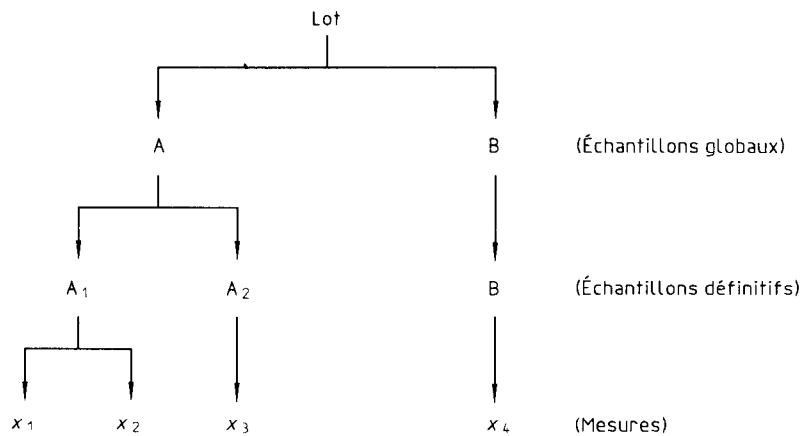 Lot
A B (Échantillons globaux)
A₁ A₂ B (Échantillons définitifs)
x₁ x₂ x₃ x₄ (Mesures)